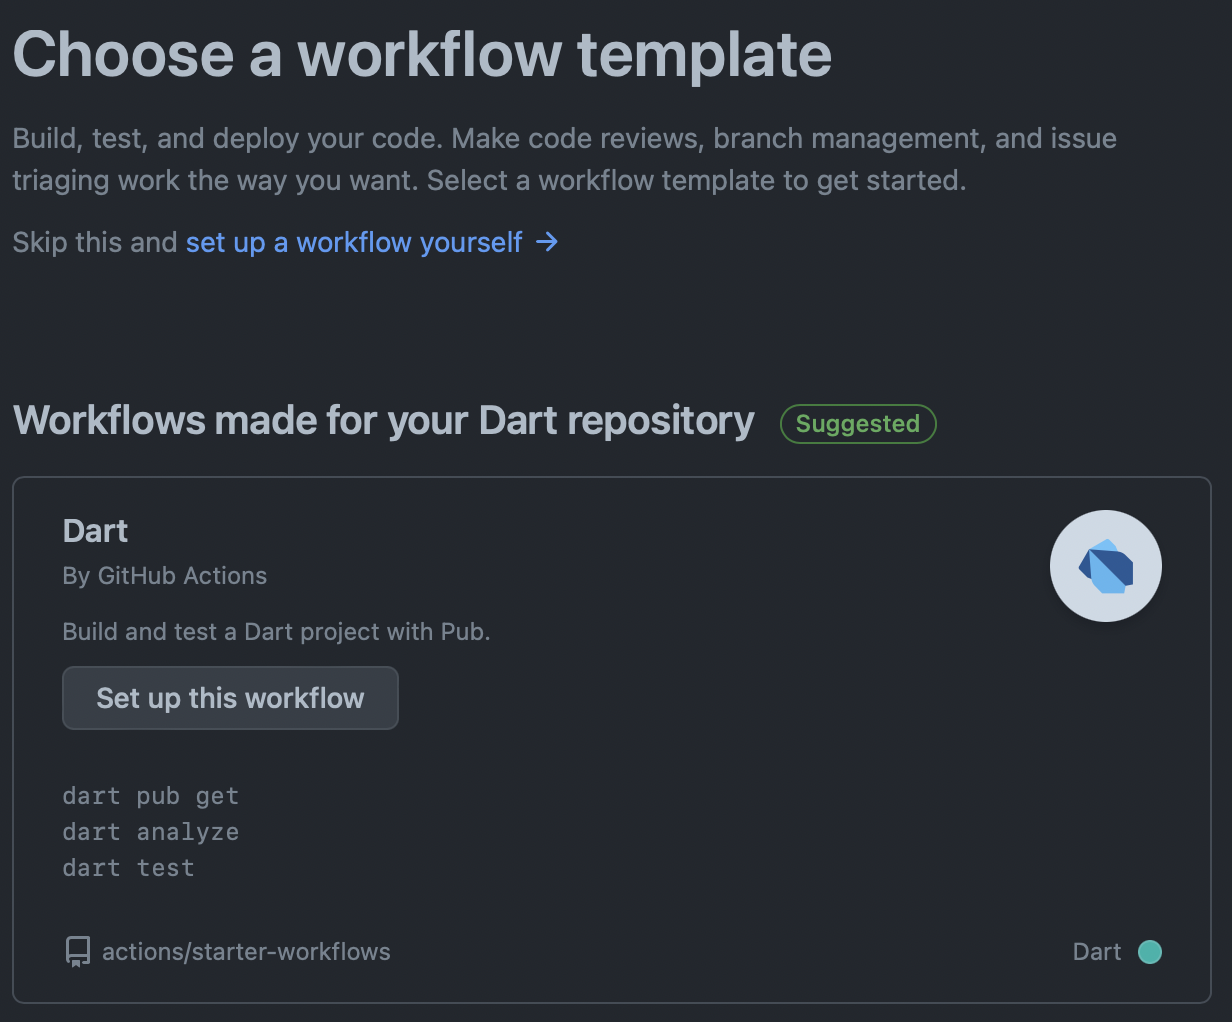 Choose a workflow template
Build, test, and deploy your code. Make code reviews, branch management, and issue
triaging work the way you want. Select a workflow template to get started.
Skip this and set up a workflow yourself →
Workflows made for your Dart repository Suggested
Dart
By GitHub Actions
Build and test a Dart project with Pub.
Set up this workflow
dart pub get
dart analyze
dart test
actions/starter-workflows
Dart